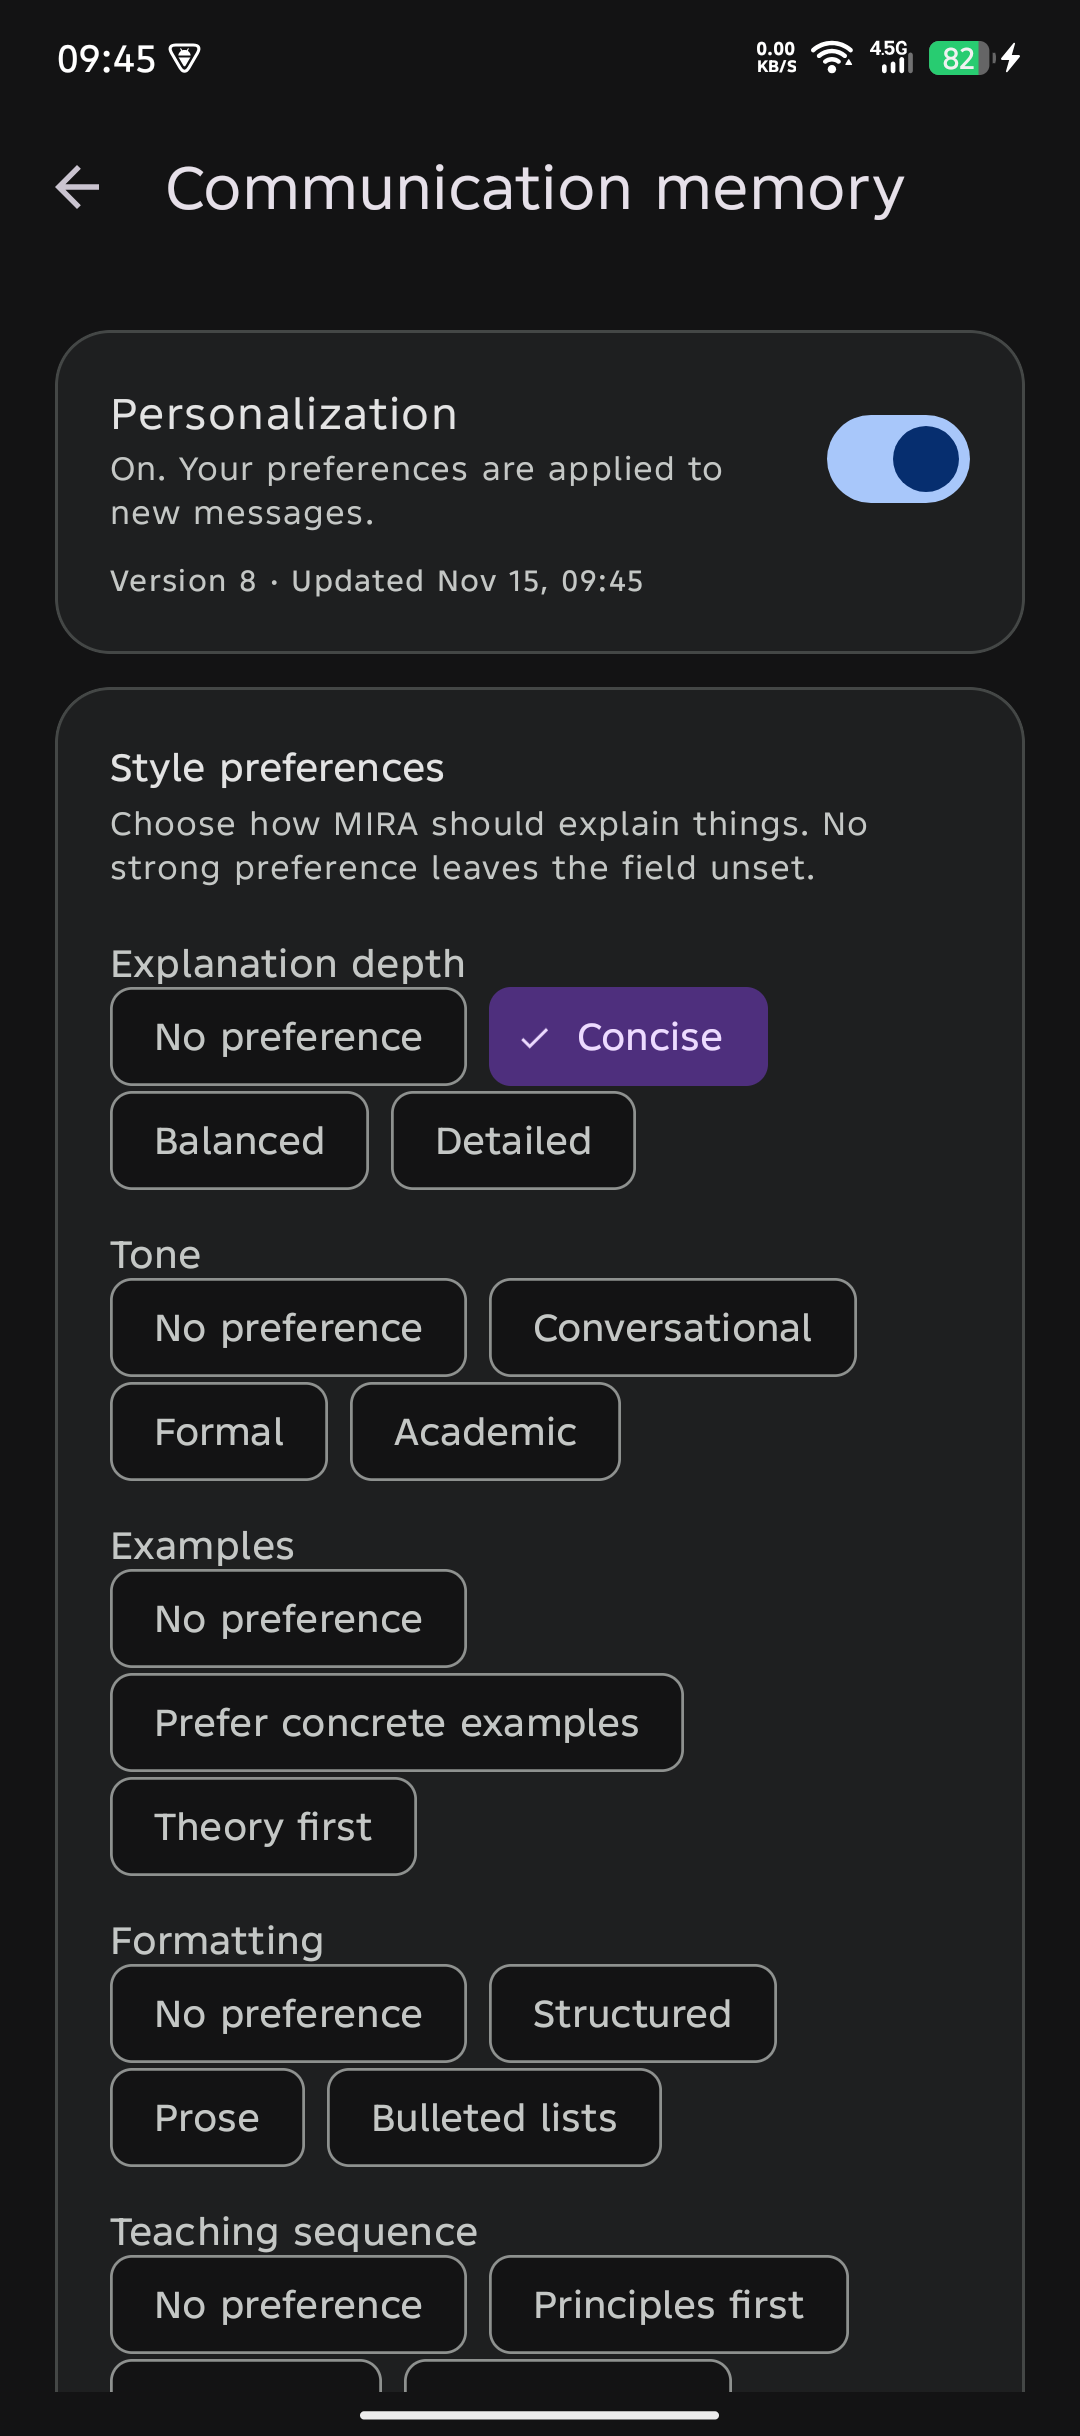 09:45
0.00
KB/S
4.5G
82
Communication memory
Personalization
On. Your preferences are applied to
new messages.
Version 8 · Updated Nov 15, 09:45
Style preferences
Choose how MIRA should explain things. No
strong preference leaves the field unset.
Explanation depth
No preference
Concise
Balanced
Detailed
Tone
No preference
Conversational
Formal
Academic
Examples
No preference
Prefer concrete examples
Theory first
Formatting
No preference
Structured
Prose
Bulleted lists
Teaching sequence
No preference
Principles first